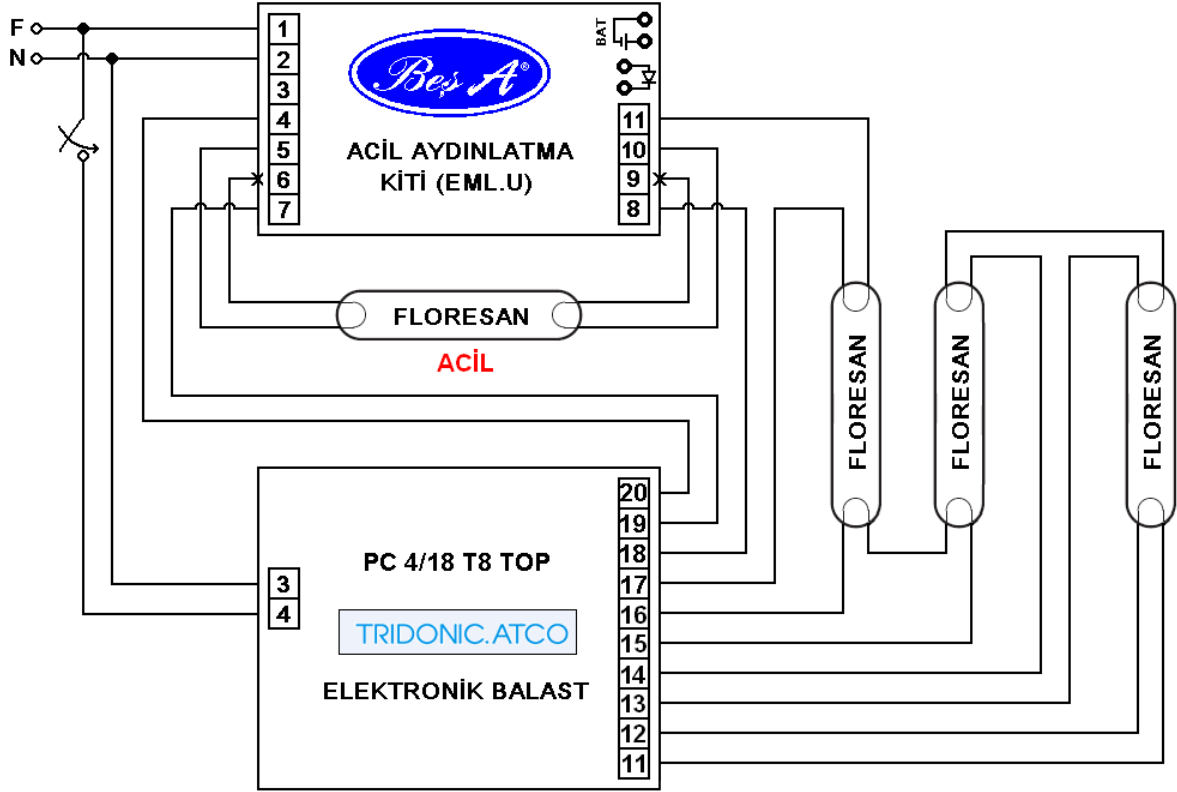 F
N
1
2
3
4
5
6
7
Beş A®
BAT
ACİL AYDINLATMA
KİTİ (EML.U)
11
10
9
8
FLORESAN
ACİL
FLORESAN
FLORESAN
FLORESAN
3
4
PC 4/18 T8 TOP
TRIDONIC.ATCO
ELEKTRONİK BALAST
20
19
18
17
16
15
14
13
12
11